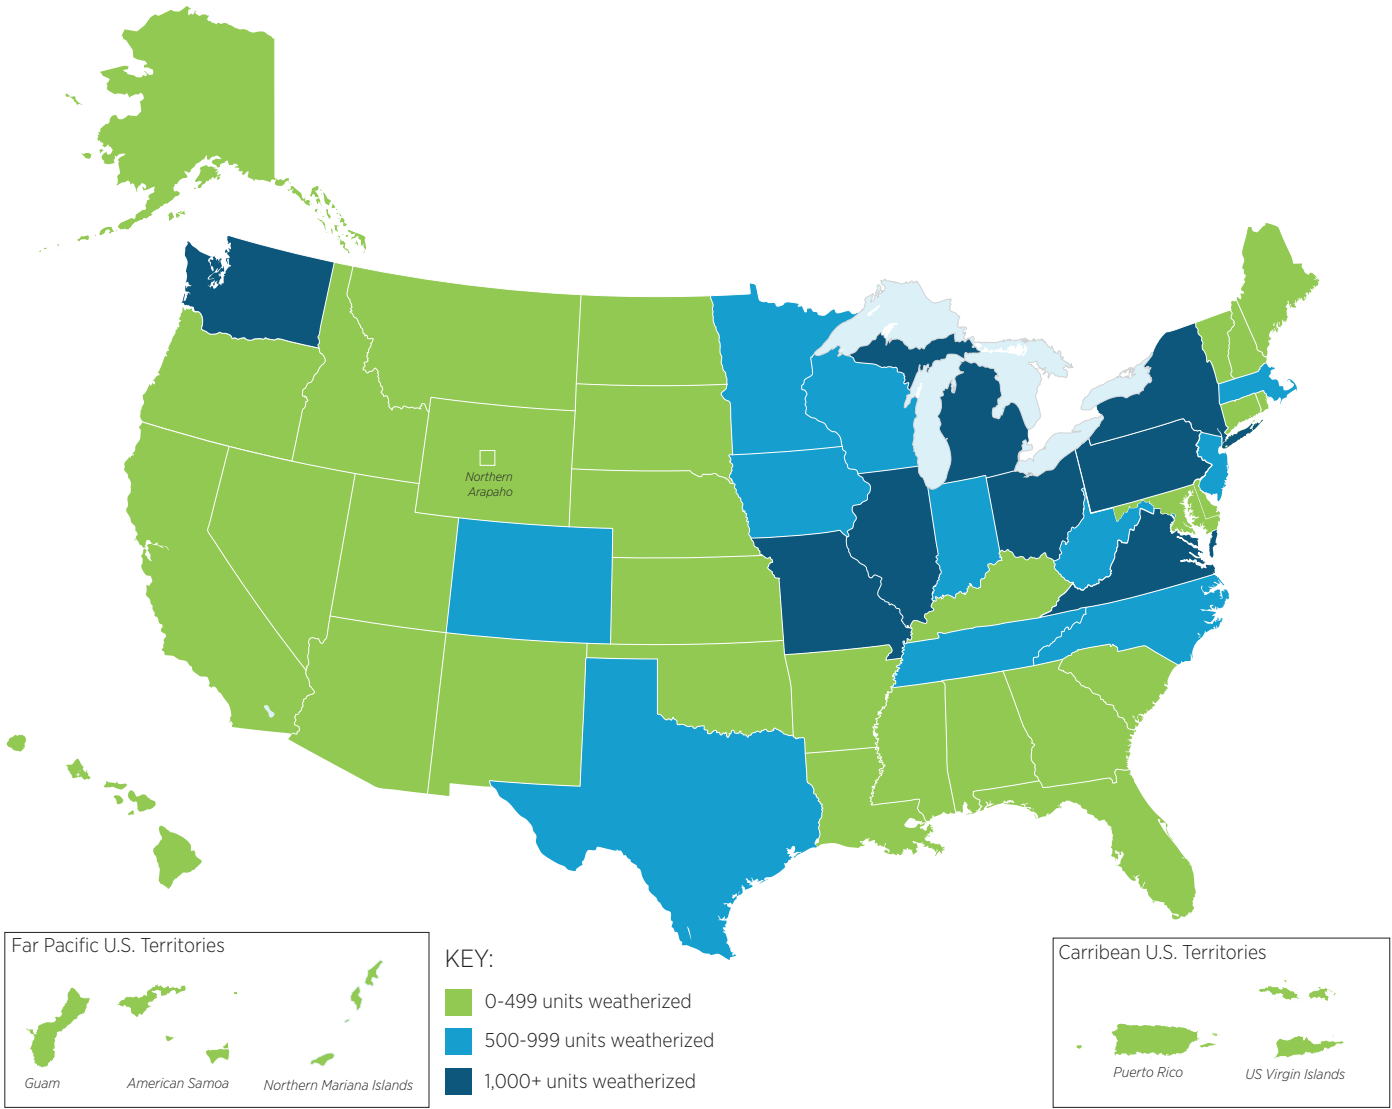 Northern
Arapaho
Far Pacific U.S. Territories
Guam
American Samoa
Northern Mariana Islands
KEY:
0-499 units weatherized
500-999 units weatherized
1,000+ units weatherized
Carribean U.S. Territories
Puerto Rico
US Virgin Islands